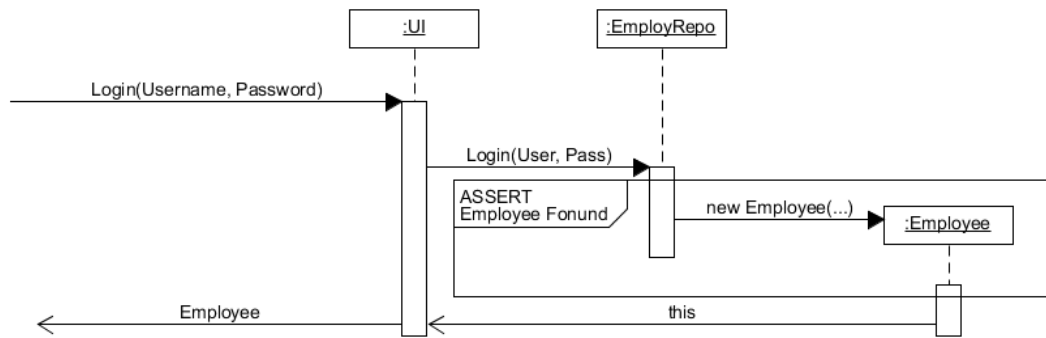 :UI
:EmployRepo
Login(Username, Password)
Login(User, Pass)
ASSERT
Employee Fonund
new Employee(...)
:Employee
Employee
this